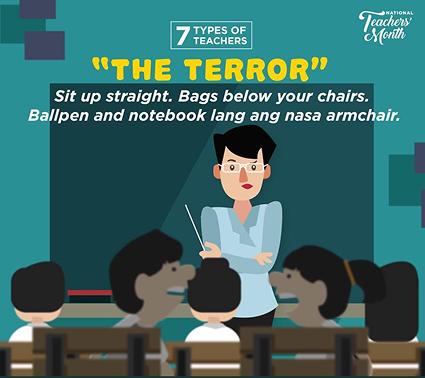 NATIONAL
Teachers'
Month
7 TYPES OF
TEACHERS
"THE TERROR"
Sit up straight. Bags below your chairs.
Ballpen and notebook lang ang nasa armchair.